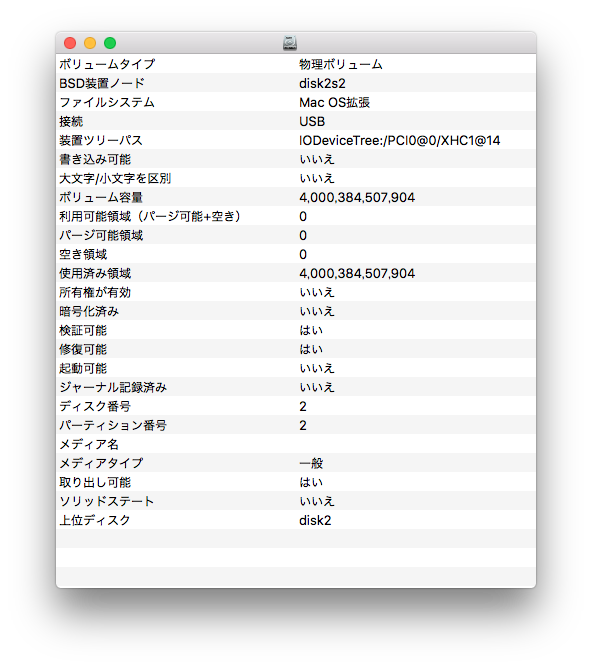 ボリュームタイプ 物理ボリューム
BSD装置ノード disk2s2
ファイルシステム Mac OS拡張
接続 USB
装置ツリーパス IODeviceTree:/PCI0@0/XHC1@14
書き込み可能 いいえ
大文字/小文字を区別 いいえ
ボリューム容量 4,000,384,507,904
利用可能領域（パージ可能+空き） 0
パージ可能領域 0
空き領域 0
使用済み領域 4,000,384,507,904
所有権が有効 いいえ
暗号化済み いいえ
検証可能 はい
修復可能 はい
起動可能 いいえ
ジャーナル記録済み いいえ
ディスク番号 2
パーティション番号 2
メディア名
メディアタイプ 一般
取り出し可能 はい
ソリッドステート いいえ
上位ディスク disk2